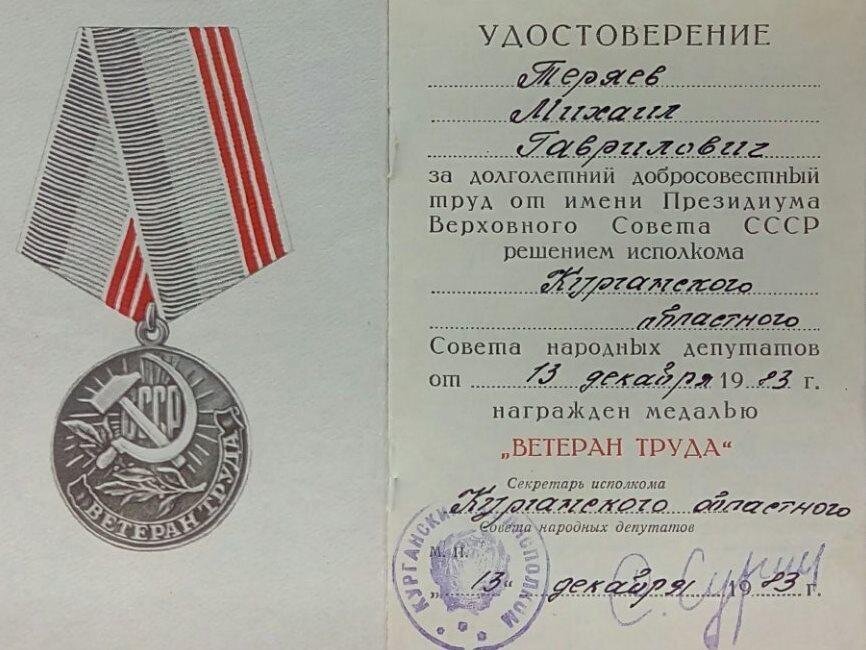 СССР
ВЕТЕРАН ТРУДА
УДОСТОВЕРЕНИЕ
Теряев
Михаил
Гаврилович
за долголетний добросовестный
труд от имени Президиума
Верховного Совета СССР
решением исполкома
Курганского
областного
Совета народных депутатов
от 13 декабря 1983 г.
награжден медалью
„ВЕТЕРАН ТРУДА“
Секретарь исполкома
Курганского областного
Совета народных депутатов
М. П.
„13“ декабря 1983 г.
КУРГАНСКИЙ ОБЛИСПОЛКОМ